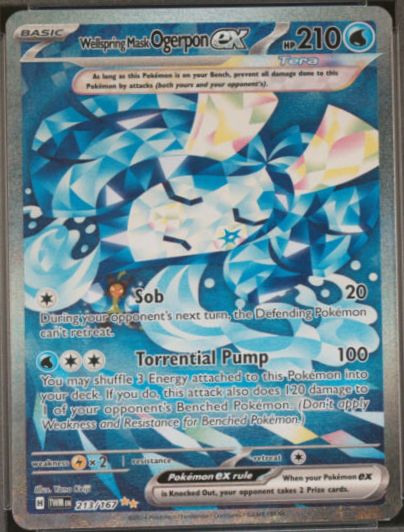 BASIC Wellspring Mask Ogerpon ex HP 210
Tera
As long as this Pokémon is on your Bench, prevent all damage done to this
Pokémon by attacks (both yours and your opponent's).
Sob 20
During your opponent's next turn, the Defending Pokémon
can't retreat.
Torrential Pump 100
You may shuffle 3 Energy attached to this Pokémon into
your deck. If you do, this attack also does 120 damage to
1 of your opponent's Benched Pokémon. (Don't apply
Weakness and Resistance for Benched Pokémon.)
weakness × 2 resistance retreat
Pokémon ex rule When your Pokémon ex
is Knocked Out, your opponent takes 2 Prize cards.
Illus. Yano Keiji
H TWM EN 213/167